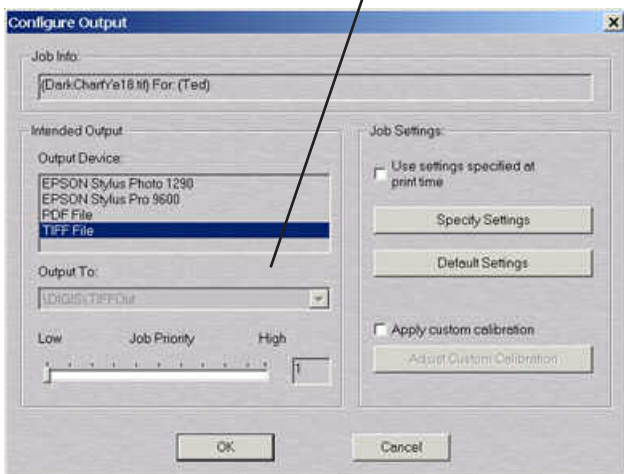 Configure Output
Job Info:
(DarkChartYe18.tif) For: (Ted)
Intended Output
Output Device:
EPSON Stylus Photo 1290
EPSON Stylus Pro 9600
PDF File
TIFF File
Output To:
\DIGIS\TIFFOut
Low Job Priority High
1
Job Settings:
Use settings specified at
print time
Specify Settings
Default Settings
Apply custom calibration
Adjust Custom Calibration
OK
Cancel